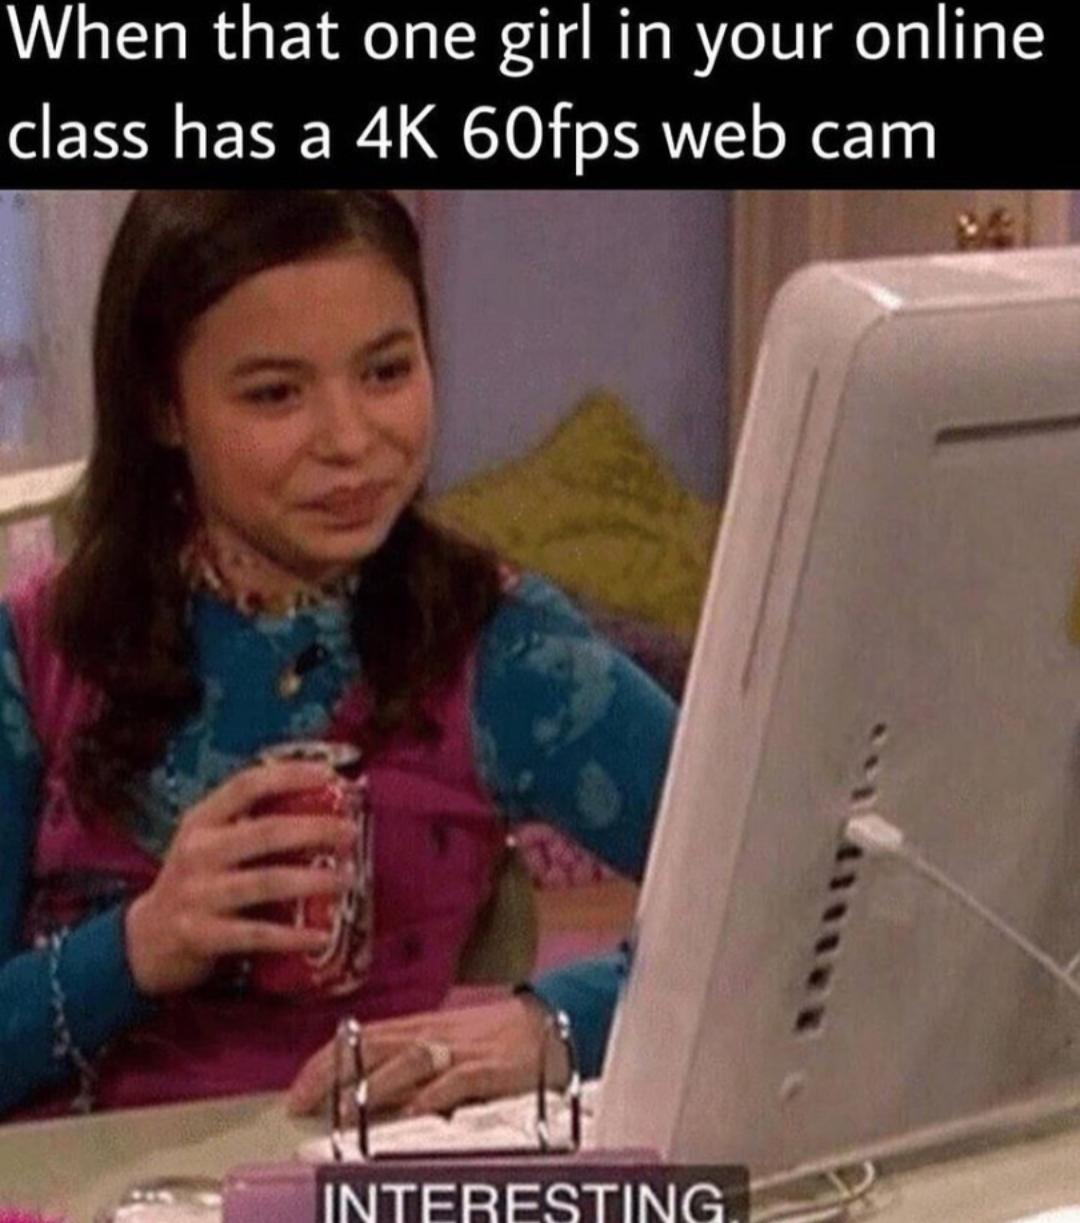 When that one girl in your online
class has a 4K 60fps web cam
INTERESTING.